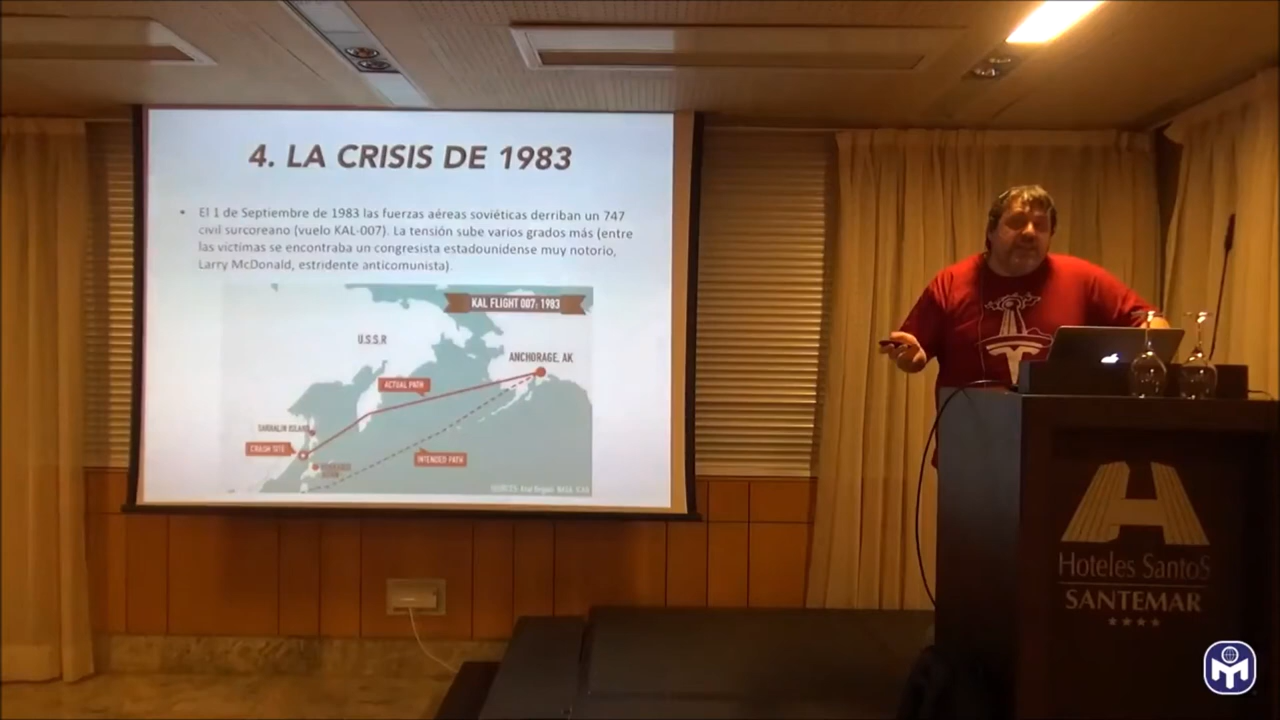 4. LA CRISIS DE 1983
• El 1 de Septiembre de 1983 las fuerzas aéreas soviéticas derriban un 747
civil surcoreano (vuelo KAL-007). La tensión sube varios grados más (entre
las víctimas se encontraba un congresista estadounidense muy notorio,
Larry McDonald, estridente anticomunista).
KAL FLIGHT 007: 1983
U.S.S.R
ANCHORAGE, AK
ACTUAL PATH
SAKHALIN ISLAND
CRASH SITE
INTENDED PATH
Hoteles SantoS
SANTEMAR